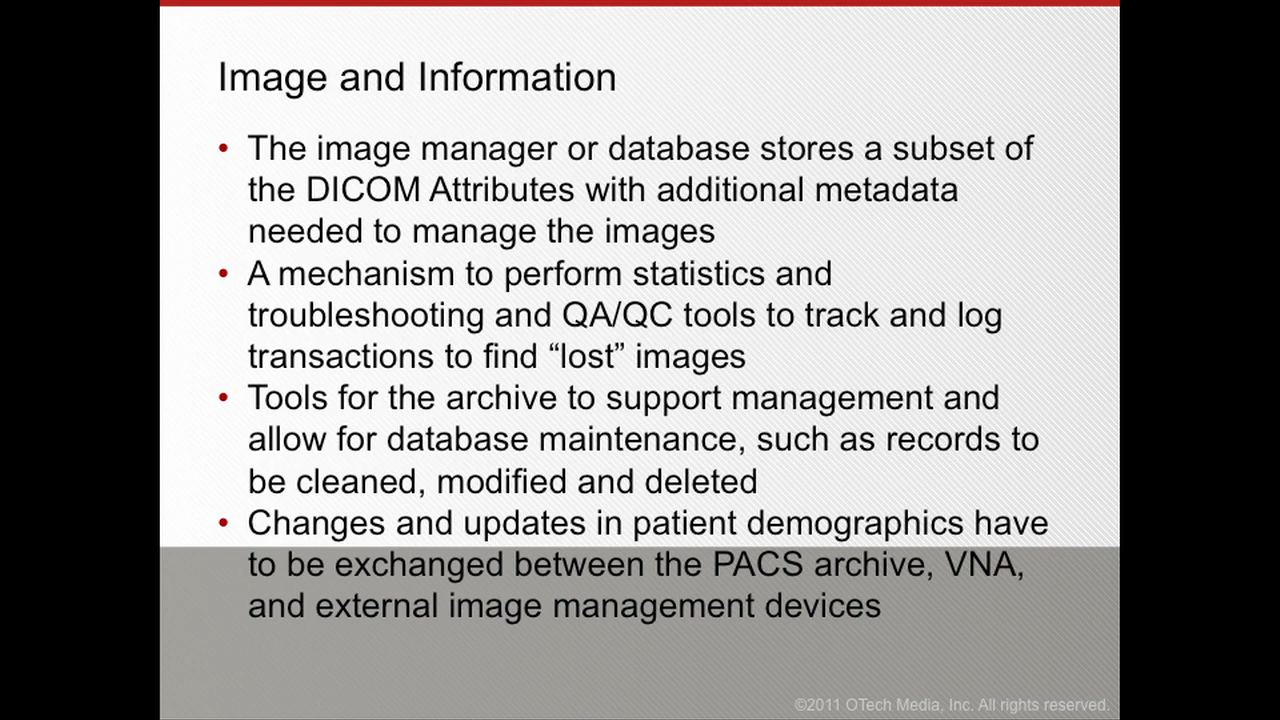 Image and Information
• The image manager or database stores a subset of
the DICOM Attributes with additional metadata
needed to manage the images
• A mechanism to perform statistics and
troubleshooting and QA/QC tools to track and log
transactions to find “lost” images
• Tools for the archive to support management and
allow for database maintenance, such as records to
be cleaned, modified and deleted
• Changes and updates in patient demographics have
to be exchanged between the PACS archive, VNA,
and external image management devices
©2011 OTech Media, Inc. All rights reserved.